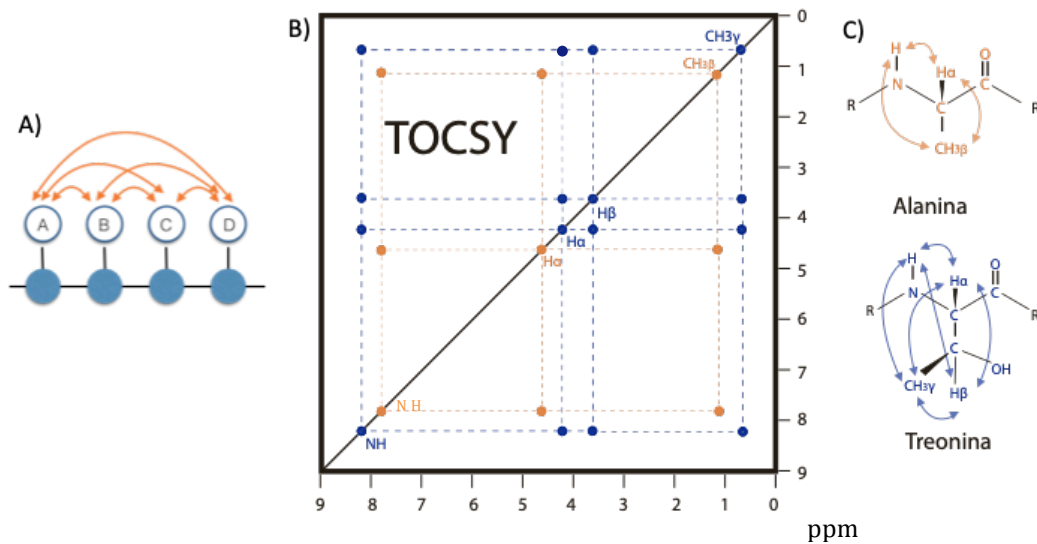 A)
A B C D
B)
TOCSY
CH3γ
CH3β
Hβ
Hα
Hα
N H
NH
0
1
2
3
4
5
6
7
8
9
9 8 7 6 5 4 3 2 1 0
ppm
C)
H
Hα
O
R N C C R
CH3β
Alanina
H
Hα
O
R N C C R
C
OH
CH3γ
Hβ
Treonina